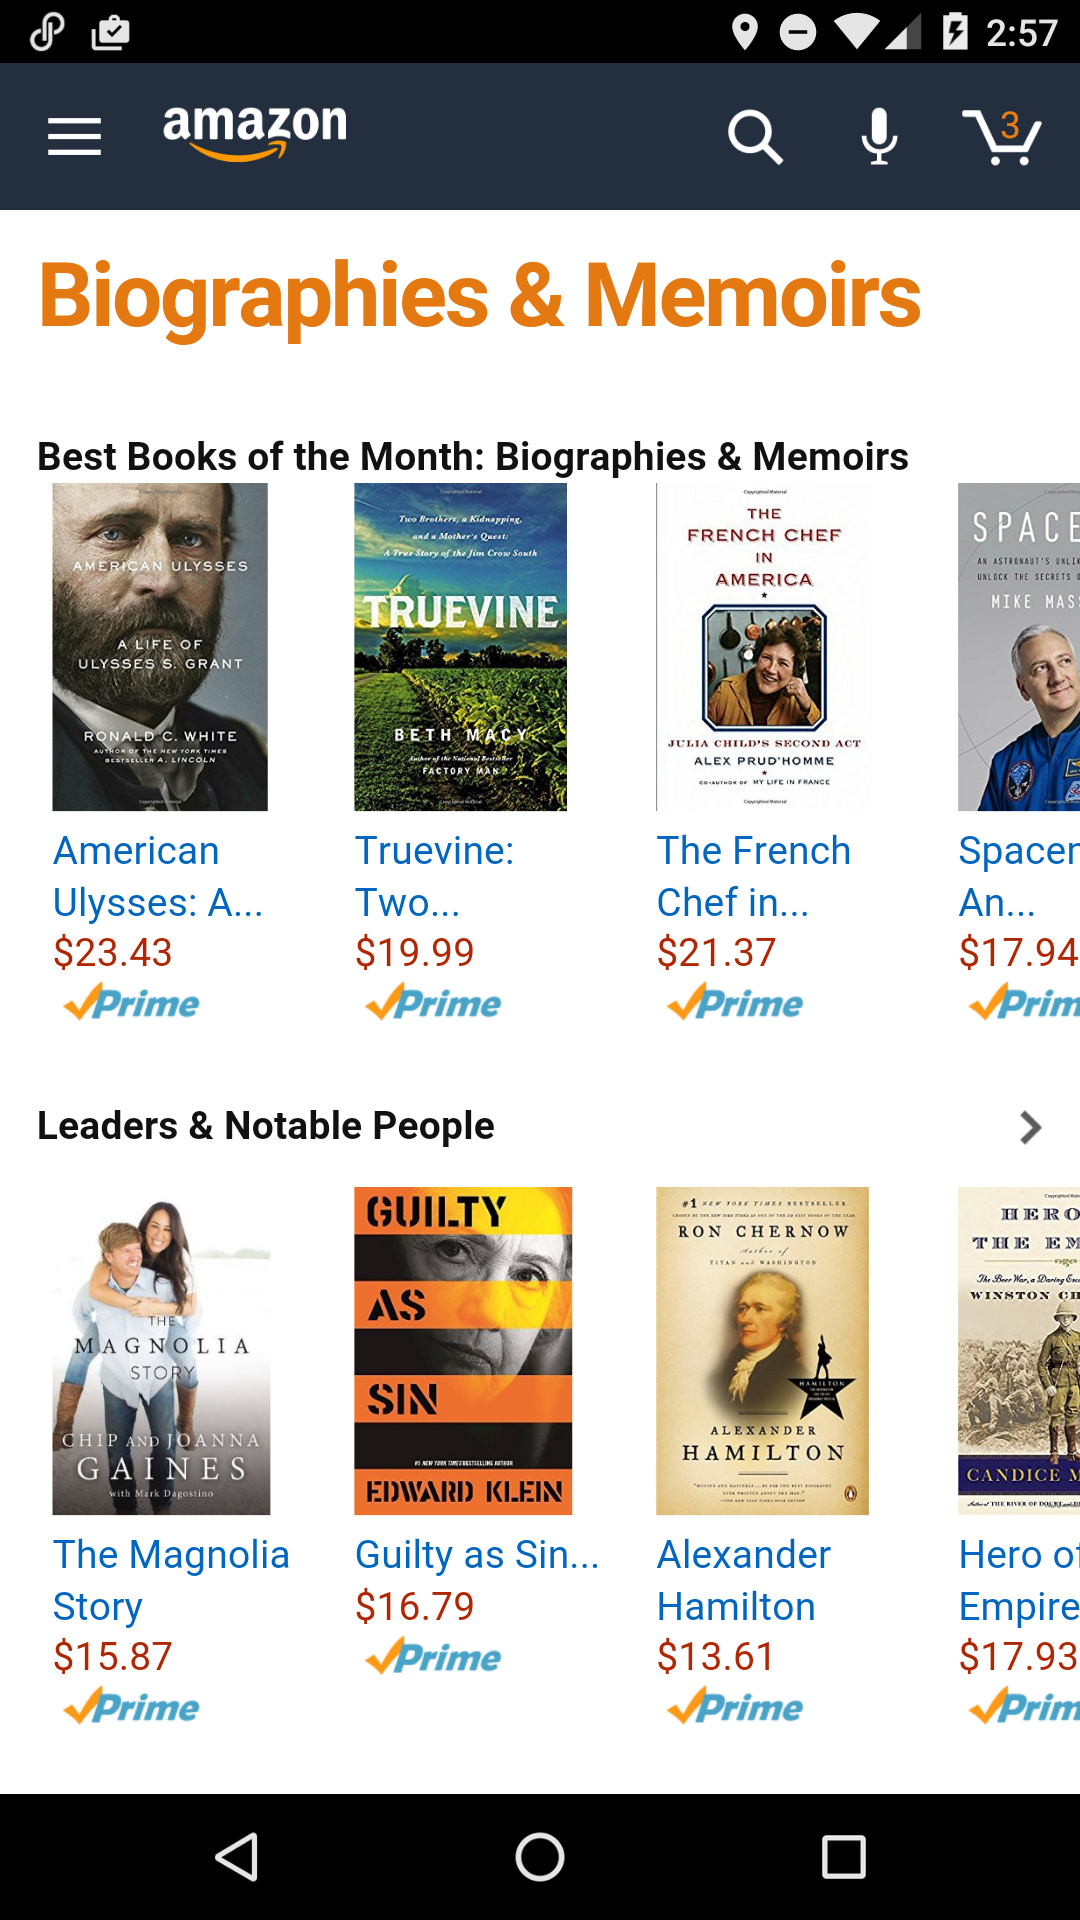 2:57
amazon
3
Biographies & Memoirs
Best Books of the Month: Biographies & Memoirs
AMERICAN ULYSSES
A LIFE OF
ULYSSES S. GRANT
RONALD C. WHITE
AUTHOR OF THE NEW YORK TIMES
BESTSELLER A. LINCOLN
Two Brothers, a Kidnapping,
and a Mother's Quest:
A True Story of the Jim Crow South
TRUEVINE
BETH MACY
Author of the National Bestseller
FACTORY MAN
Copyrighted Material
THE
FRENCH CHEF
IN
AMERICA
JULIA CHILD'S SECOND ACT
ALEX PRUD'HOMME
CO-AUTHOR OF MY LIFE IN FRANCE
Copyrighted Material
SPACE
AN ASTRONAUT'S UNLIK
UNLOCK THE SECRETS O
MIKE MAS
American
Ulysses: A...
$23.43
Prime
Truevine:
Two...
$19.99
Prime
The French
Chef in...
$21.37
Prime
Spacen
An...
$17.94
Prim
Leaders & Notable People
THE
MAGNOLIA
STORY
CHIP AND JOANNA
GAINES
with Mark Dagostino
GUILTY
AS
SIN
#1 NEW YORK TIMES BESTSELLING AUTHOR
EDWARD KLEIN
#1 NEW YORK TIMES BESTSELLER
RON CHERNOW
Author of
TITAN and WASHINGTON
HAMILTON
ALEXANDER
HAMILTON
HERO
THE EM
The Boer War, a Daring Esc
WINSTON CH
CANDICE M
Author of THE RIVER OF DOUBT
The Magnolia
Story
$15.87
Prime
Guilty as Sin...
$16.79
Prime
Alexander
Hamilton
$13.61
Prime
Hero of
Empire
$17.93
Prim